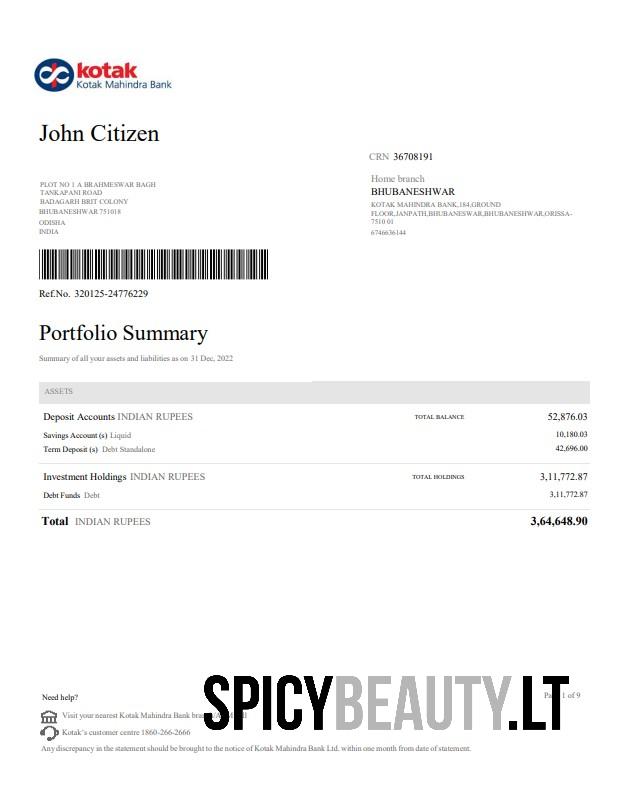 kotak
Kotak Mahindra Bank
John Citizen
CRN 36708191
PLOT NO 1 A BRAHMESWAR BAGH
TANKAPANI ROAD
BADAGARH BRIT COLONY
BHUBANESHWAR 751018
ODISHA
INDIA
Home branch
BHUBANESHWAR
KOTAK MAHINDRA BANK,184,GROUND
FLOOR,JANPATH,BHUBANESWAR,BHUBANESHWAR,ORISSA-
7510 01
6746636144
Ref.No. 320125-24776229
Portfolio Summary
Summary of all your assets and liabilities as on 31 Dec, 2022
ASSETS
Deposit Accounts INDIAN RUPEES TOTAL BALANCE 52,876.03
Savings Account (s) Liquid 10,180.03
Term Deposit (s) Debt Standalone 42,696.00
Investment Holdings INDIAN RUPEES TOTAL HOLDINGS 3,11,772.87
Debt Funds Debt 3,11,772.87
Total INDIAN RUPEES 3,64,648.90
Need help? 1 of 9
SPICYBEAUTY.LT
Visit your nearest Kotak Mahindra Bank
Kotak's customer centre 1860-266-2666
Any discrepancy in the statement should be brought to the notice of Kotak Mahindra Bank Ltd. within one month from date of statement.